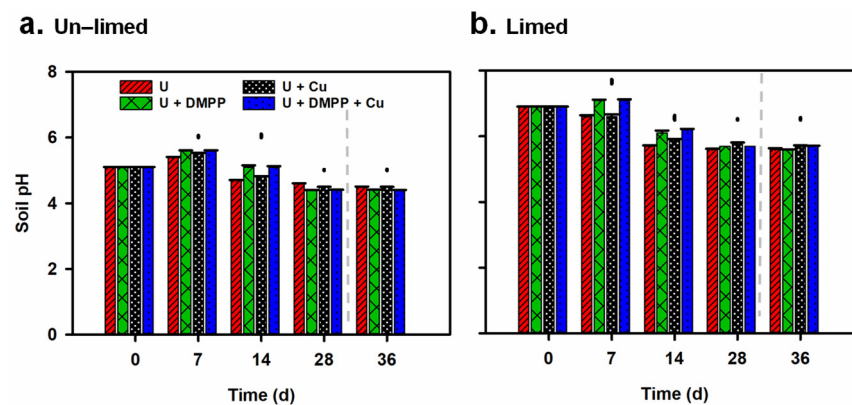 a. Un–limed
b. Limed
8
6
4
2
0
Soil pH
U
U + DMPP
U + Cu
U + DMPP + Cu
0 7 14 28 36
Time (d)
0 7 14 28 36
Time (d)